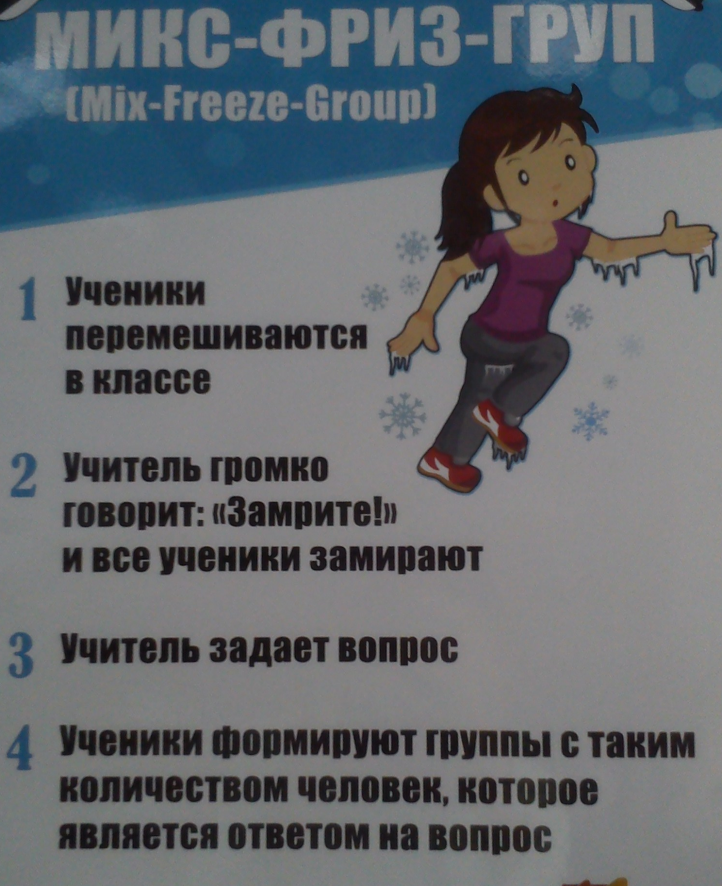 МИКС-ФРИЗ-ГРУП
(Mix-Freeze-Group)
1 Ученики
перемешиваются
в классе
2 Учитель громко
говорит: «Замрите!»
и все ученики замирают
3 Учитель задает вопрос
4 Ученики формируют группы с таким
количеством человек, которое
является ответом на вопрос